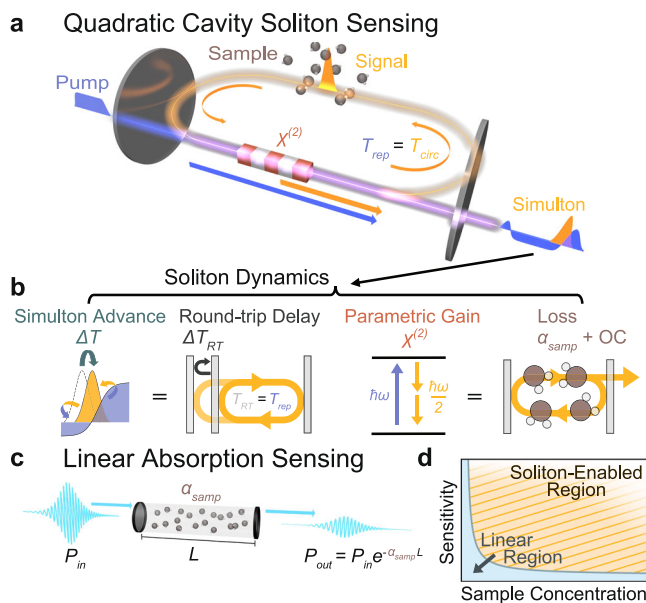 a Quadratic Cavity Soliton Sensing
Sample
Signal
Pump
χ(2)
T_rep = T_circ
Simulton
Soliton Dynamics
b
Simulton Advance
ΔT
=
Round-trip Delay
ΔT_RT
T_RT = T_rep
Parametric Gain
χ(2)
ħω
ħω/2
=
Loss
α_samp + OC
c Linear Absorption Sensing
α_samp
L
P_in
P_out = P_in e^-α_samp L
d
Sensitivity
Soliton-Enabled
Region
Linear
Region
Sample Concentration